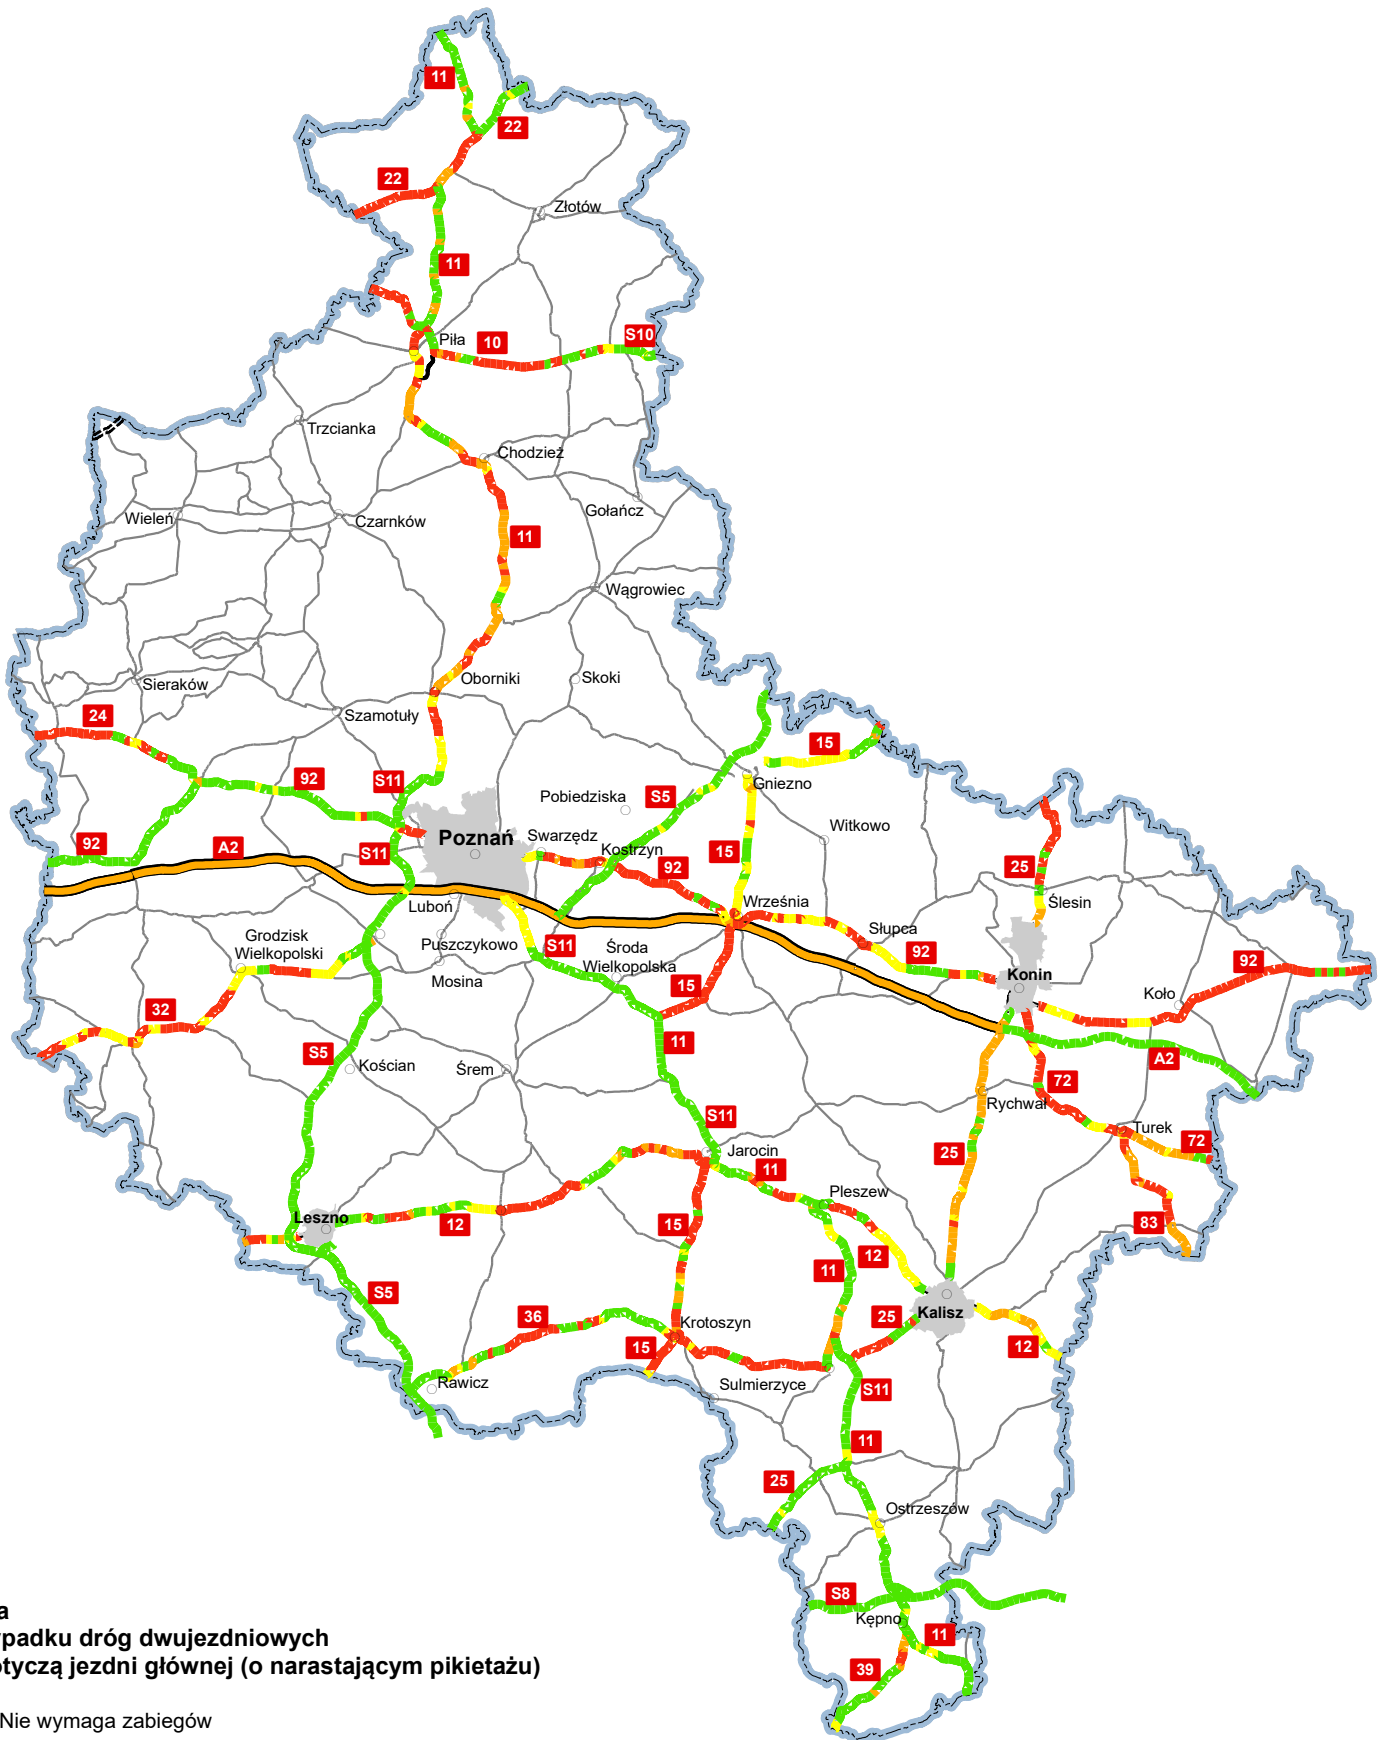 11
22
22
Złotów
11
Piła
10
S10
Trzcianka
Chodzież
Gołańcz
Wieleń
Czarnków
11
Wągrowiec
Sieraków
Oborniki
Skoki
24
Szamotuły
15
92
S11
Gniezno
Pobiedziska
S5
Witkowo
92
A2
S11
Poznań
Swarzędz
Kostrzyn
15
92
25
Września
Ślesin
Luboń
Słupca
Grodzisk
Wielkopolski
Puszczykowo
S11
Środa
Wielkopolska
92
92
Mosina
15
Konin
Koło
32
11
S5
Kościan
Śrem
A2
72
Rychwał
S11
Turek
72
Jarocin
25
11
Pleszew
Leszno
12
15
83
12
11
S5
36
Krotoszyn
25
Kalisz
15
12
Rawicz
Sulmierzyce
S11
11
25
Ostrzeszów
S8
Kępno
11
39
a
ypadku dróg dwujezdniowych
otyczą jezdni głównej (o narastającym pikietażu)
Nie wymaga zabiegów